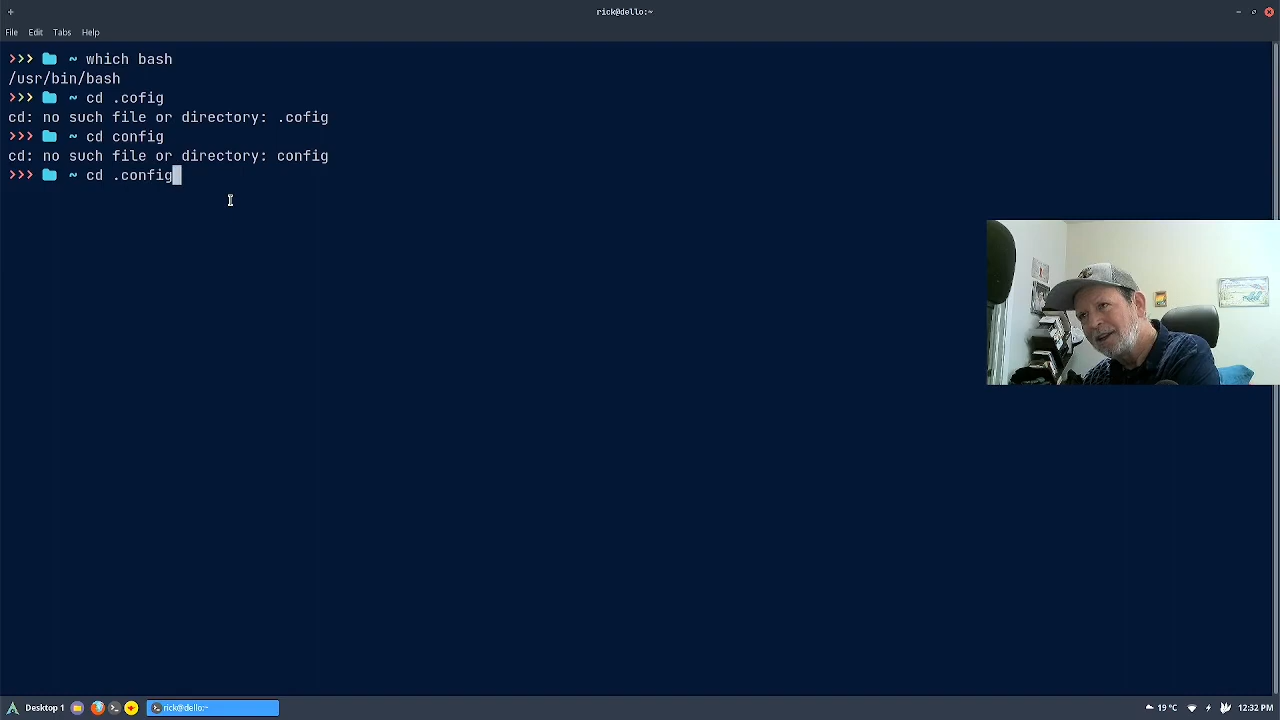 rick@dello:~
File Edit Tabs Help
>>> ~ which bash
/usr/bin/bash
>>> ~ cd .cofig
cd: no such file or directory: .cofig
>>> ~ cd config
cd: no such file or directory: config
>>> ~ cd .config
Desktop 1 rick@dello:~ 19 °C 12:32 PM